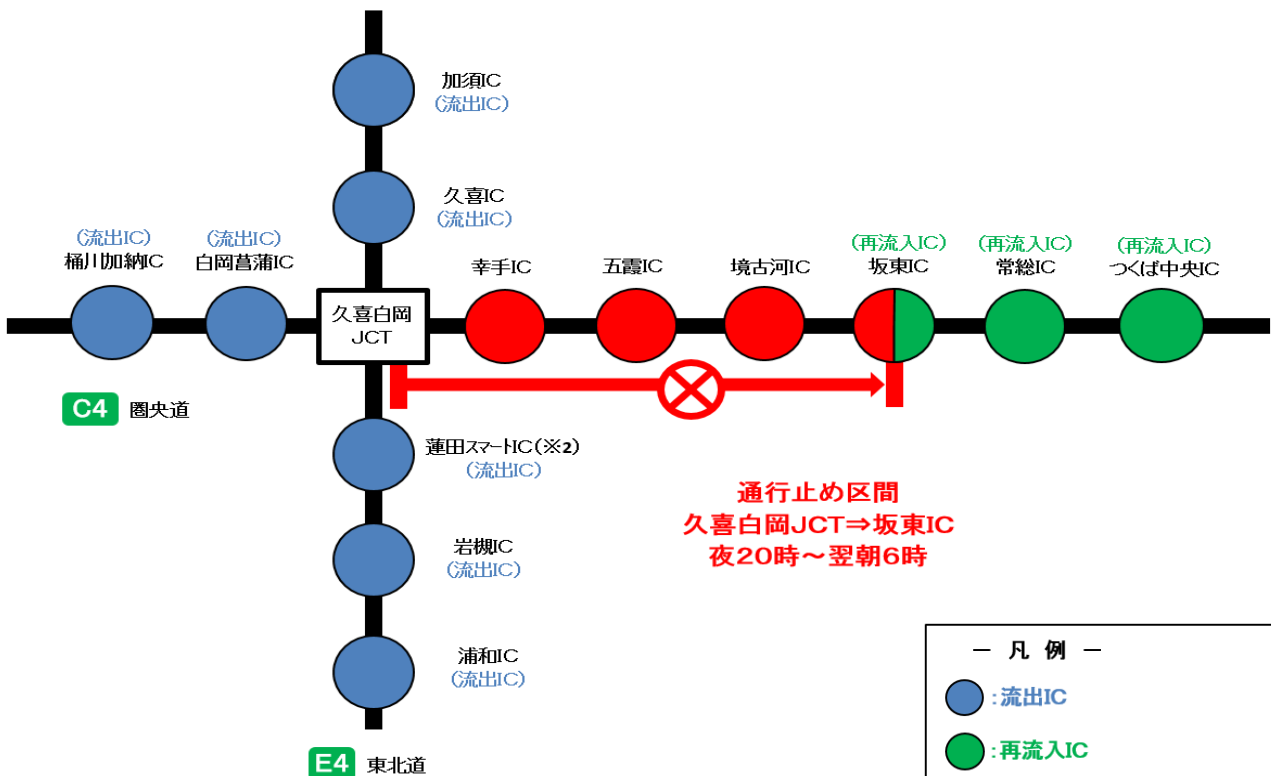 加須IC
(流出IC)
久喜IC
(流出IC)
(流出IC)
桶川加納IC
(流出IC)
白岡菖蒲IC
久喜白岡
JCT
幸手IC
五霞IC
境古河IC
(再流入IC)
坂東IC
(再流入IC)
常総IC
(再流入IC)
つくば中央IC
C4 圏央道
蓮田スマートIC(※2)
(流出IC)
岩槻IC
(流出IC)
浦和IC
(流出IC)
E4 東北道
通行止め区間
久喜白岡JCT⇒坂東IC
夜20時～翌朝6時
― 凡 例 ―
:流出IC
:再流入IC